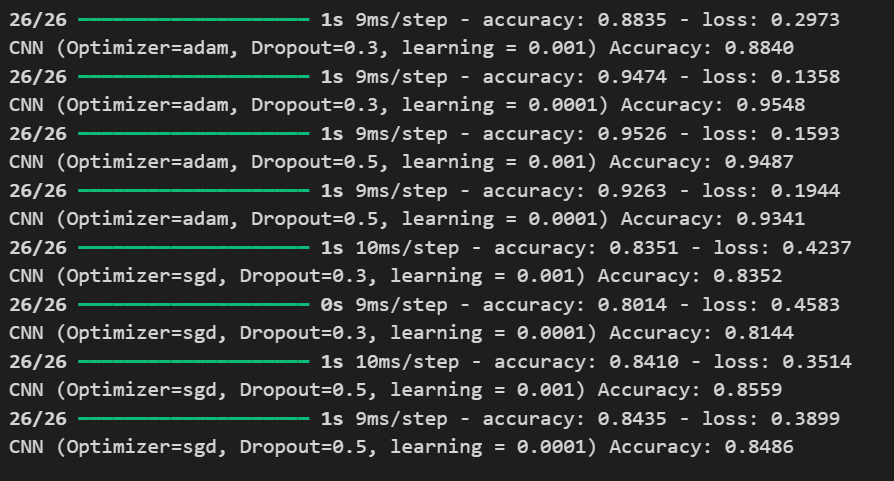 26/26 ━━━━━━━━━━━━━━━━━━━━ 1s 9ms/step - accuracy: 0.8835 - loss: 0.2973
CNN (Optimizer=adam, Dropout=0.3, learning = 0.001) Accuracy: 0.8840
26/26 ━━━━━━━━━━━━━━━━━━━━ 1s 9ms/step - accuracy: 0.9474 - loss: 0.1358
CNN (Optimizer=adam, Dropout=0.3, learning = 0.0001) Accuracy: 0.9548
26/26 ━━━━━━━━━━━━━━━━━━━━ 1s 9ms/step - accuracy: 0.9526 - loss: 0.1593
CNN (Optimizer=adam, Dropout=0.5, learning = 0.001) Accuracy: 0.9487
26/26 ━━━━━━━━━━━━━━━━━━━━ 1s 9ms/step - accuracy: 0.9263 - loss: 0.1944
CNN (Optimizer=adam, Dropout=0.5, learning = 0.0001) Accuracy: 0.9341
26/26 ━━━━━━━━━━━━━━━━━━━━ 1s 10ms/step - accuracy: 0.8351 - loss: 0.4237
CNN (Optimizer=sgd, Dropout=0.3, learning = 0.001) Accuracy: 0.8352
26/26 ━━━━━━━━━━━━━━━━━━━━ 0s 9ms/step - accuracy: 0.8014 - loss: 0.4583
CNN (Optimizer=sgd, Dropout=0.3, learning = 0.0001) Accuracy: 0.8144
26/26 ━━━━━━━━━━━━━━━━━━━━ 1s 10ms/step - accuracy: 0.8410 - loss: 0.3514
CNN (Optimizer=sgd, Dropout=0.5, learning = 0.001) Accuracy: 0.8559
26/26 ━━━━━━━━━━━━━━━━━━━━ 1s 9ms/step - accuracy: 0.8435 - loss: 0.3899
CNN (Optimizer=sgd, Dropout=0.5, learning = 0.0001) Accuracy: 0.8486